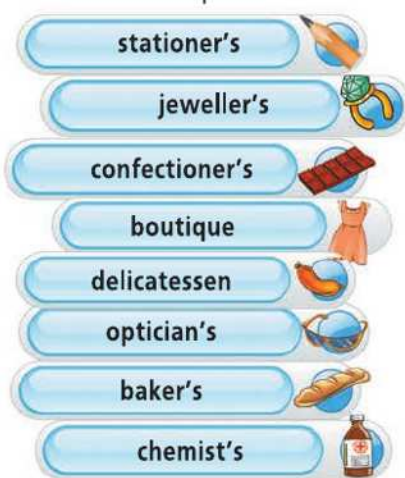 stationer's
jeweller's
confectioner's
boutique
delicatessen
optician's
baker's
chemist's